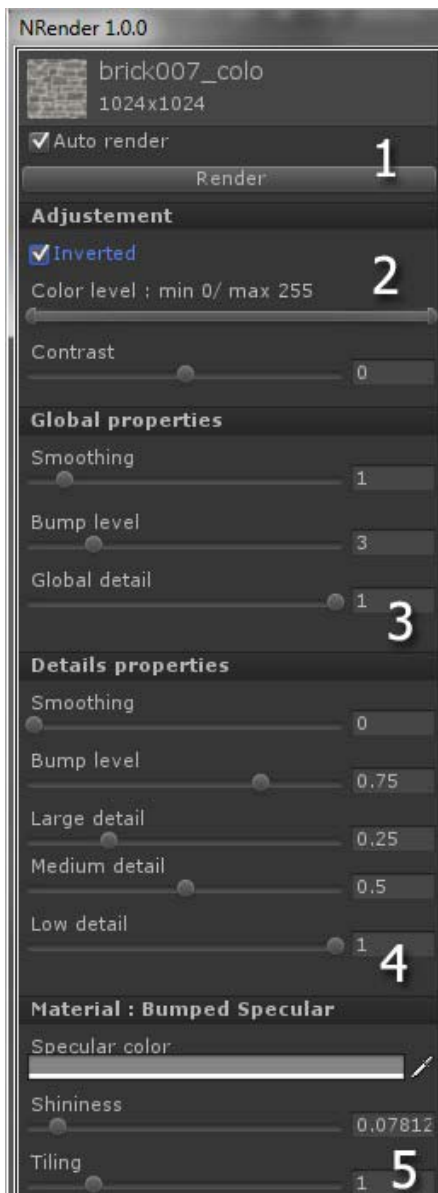 NRender 1.0.0
brick007_colo
1024x1024
Auto render
1
Render
Adjustement
Inverted
2
Color level : min 0/ max 255
Contrast
0
Global properties
Smoothing
1
Bump level
3
Global detail
1
3
Details properties
Smoothing
0
Bump level
0.75
Large detail
0.25
Medium detail
0.5
Low detail
1
4
Material : Bumped Specular
Specular color
Shininess
0.07812
Tiling
1
5